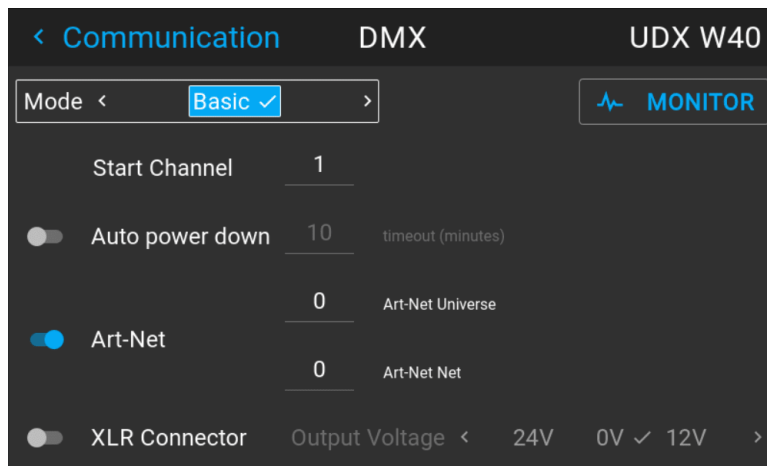 Communication DMX UDX W40
Mode Basic MONITOR
Start Channel 1
Auto power down 10 timeout (minutes)
0 Art-Net Universe
Art-Net
0 Art-Net Net
XLR Connector Output Voltage 24V 0V 12V